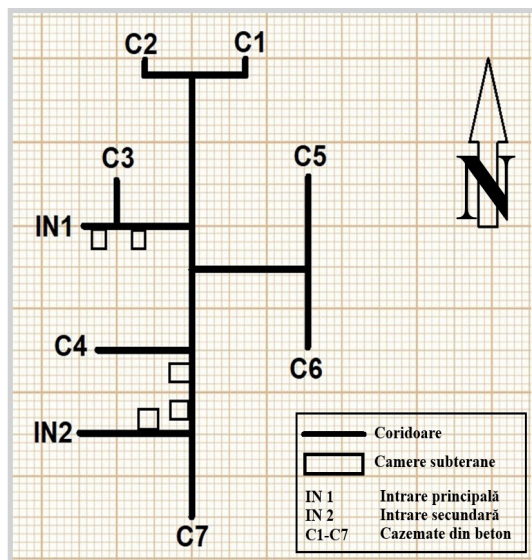 C2
C1
C3
C5
N
IN1
C4
C6
IN2
C7
Coridoare
Camere subterane
IN 1 Intrare principală
IN 2 Intrare secundară
C1-C7 Cazemate din beton